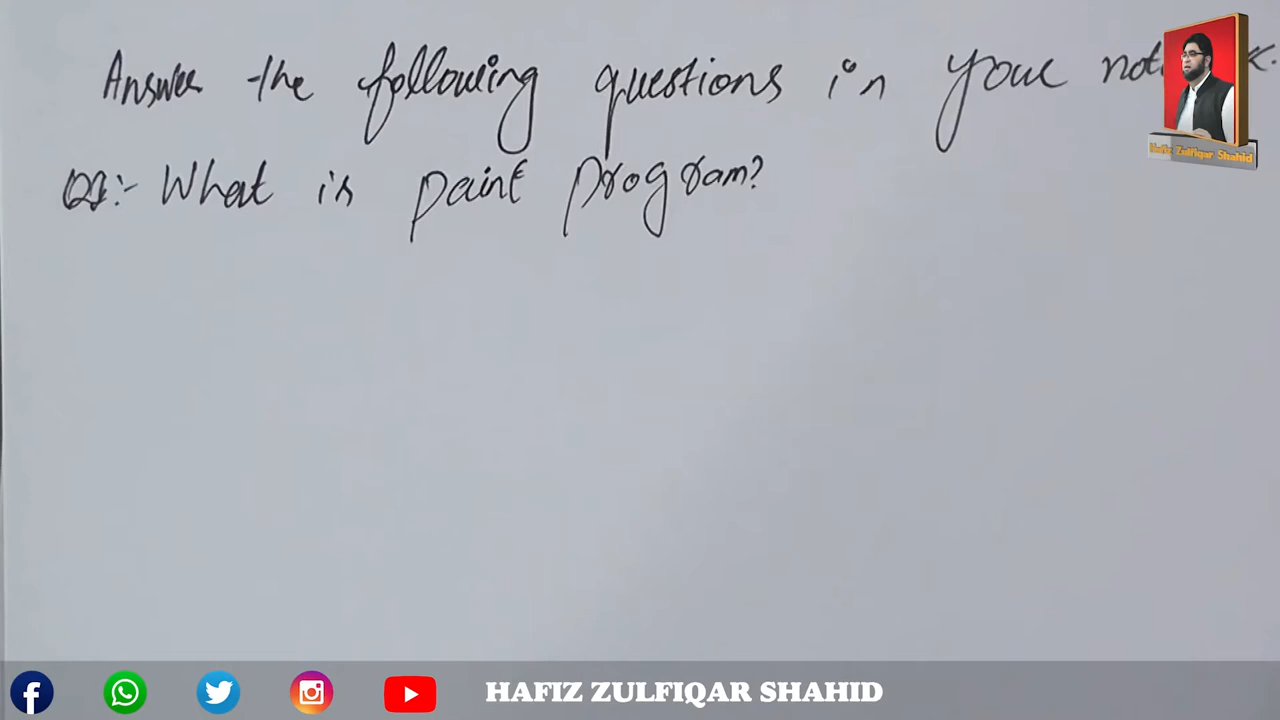 Answer the following questions in your
Q1:- What is paint program?
Hafiz Zulfiqar Shahid
HAFIZ ZULFIQAR SHAHID